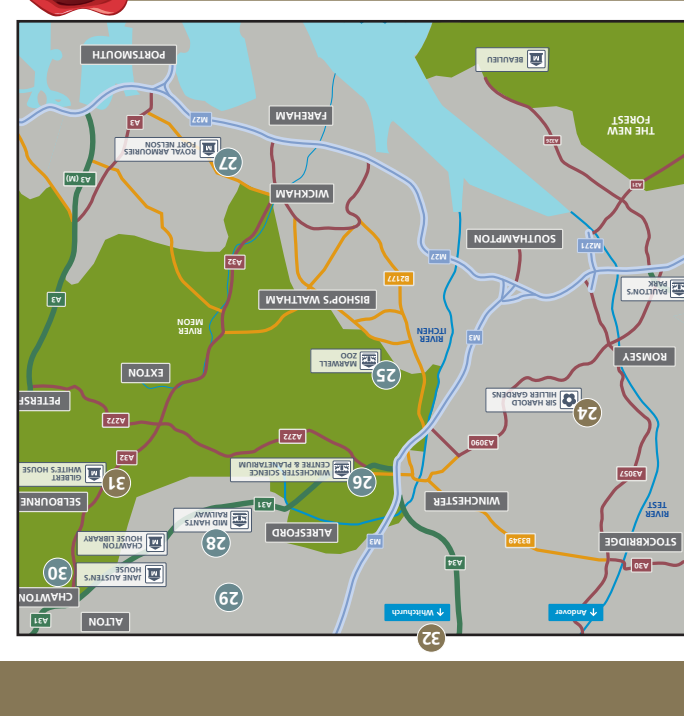 ↑ Andover
↑ Whitchurch
32
ALTON
A31
CHAWTON
29
JANE AUSTEN'S
HOUSE
30
A30
A34
STOCKBRIDGE
B3349
M3
ALRESFORD
28
CHAWTON
HOUSE LIBRARY
RIVER
TEST
WINCHESTER
A31
MID HANTS
RAILWAY
SELBOURNE
A3057
26
WINCHESTER SCIENCE
CENTRE & PLANETARIUM
31
GILBERT
WHITE'S HOUSE
A3090
A272
A32
A272
24
SIR HAROLD
HILLIER GARDENS
PETERSF
25
MARWELL
ZOO
EXTON
ROMSEY
M3
RIVER
ITCHEN
RIVER
MEON
PAULTON'S
PARK
B2177
BISHOP'S WALTHAM
A3
M271
SOUTHAMPTON
M27
A32
A31
WICKHAM
A3 (M)
27
ROYAL ARMOURIES
FORT NELSON
A326
THE NEW
FOREST
FAREHAM
M27
A3
BEAULIEU
PORTSMOUTH